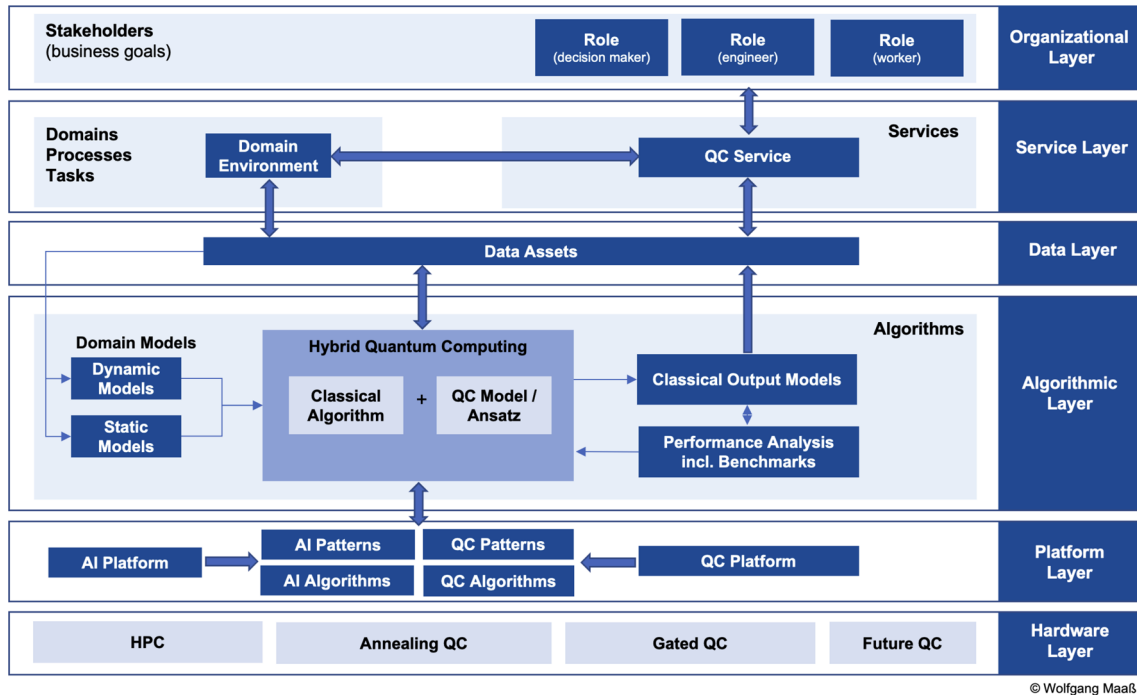 Stakeholders
(business goals)
Role
(decision maker)
Role
(engineer)
Role
(worker)
Organizational
Layer
Domains
Processes
Tasks
Domain
Environment
Services
QC Service
Service Layer
Data Assets
Data Layer
Domain Models
Dynamic
Models
Static
Models
Hybrid Quantum Computing
Classical
Algorithm
+
QC Model /
Ansatz
Algorithms
Classical Output Models
Performance Analysis
incl. Benchmarks
Algorithmic
Layer
AI Platform
AI Patterns
QC Patterns
AI Algorithms
QC Algorithms
QC Platform
Platform
Layer
HPC
Annealing QC
Gated QC
Future QC
Hardware
Layer
© Wolfgang Maaß